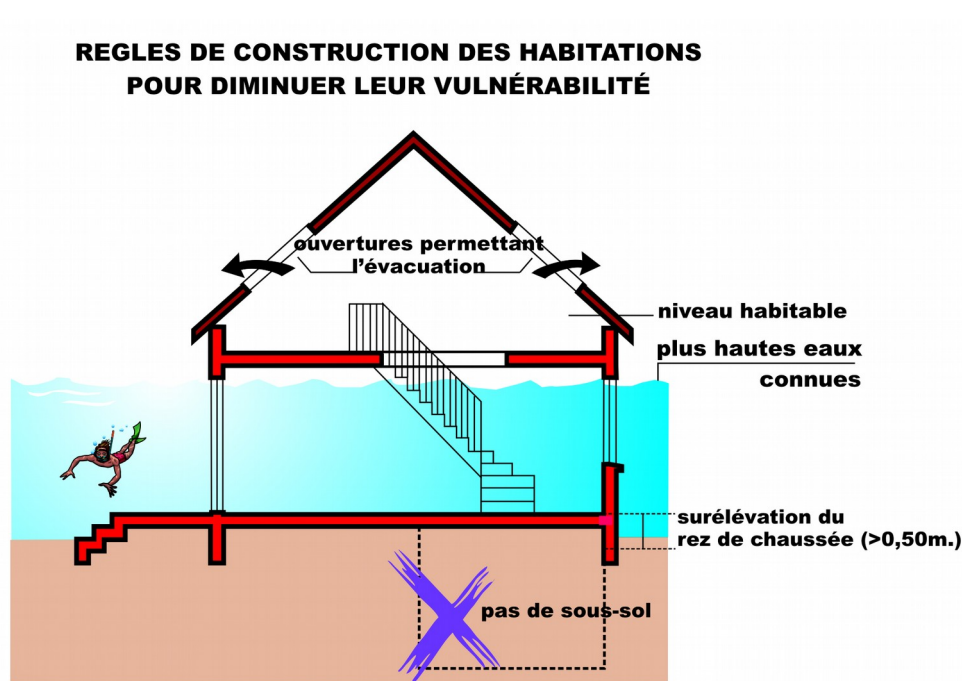 REGLES DE CONSTRUCTION DES HABITATIONS
POUR DIMINUER LEUR VULNÉRABILITÉ
ouvertures permettant
l'évacuation
niveau habitable
plus hautes eaux
connues
surélévation du
rez de chaussée (>0,50m.)
pas de sous-sol